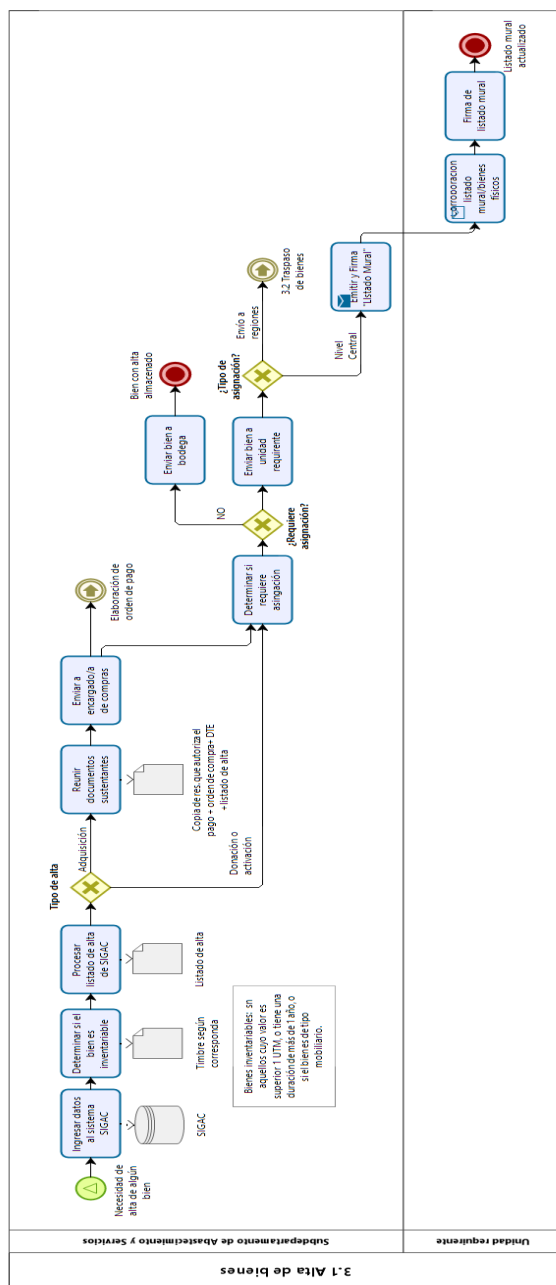 3.1 Alta de bienes
Subdepartamento de Abastecimiento y Servicios
Necesidad de
alta de algún
bien
Ingresar datos
al sistema
SIGAC
SIGAC
Determinar si el
bien es
inventariable
Timbre según
corresponda
Procesar
listado de alta
de SIGAC
Listado de alta
Bienes inventariables: sn
aquellos cuyo valor es
superior 1 UTM, o tiene una
duración de más de 1 año, o
si el bien es de tipo
mobiliario.
Tipo de alta
Adquisición
Donación o
activación
Reunir
documentos
sustentantes
Copia de res. que autoriza el
pago + orden de compra+ DTE
+ listado de alta
Enviar a
encargado/a
de compras
Elaboración de
orden de pago
Determinar si
requiere
asingación
¿Requiere
asignación?
NO
Enviar bien a
bodega
Bien con alta
almacenado
Enviar bien a
unidad
requirente
¿Tipo de
asignación?
Envío a
regiones
3.2 Traspaso
de bienes
Nivel
Central
Emitir y Firma
"Listado Mural"
Unidad requirente
Corroboracion
listado
mural/bienes
físicos
Firma de
listado mural
Listado mural
actualizado